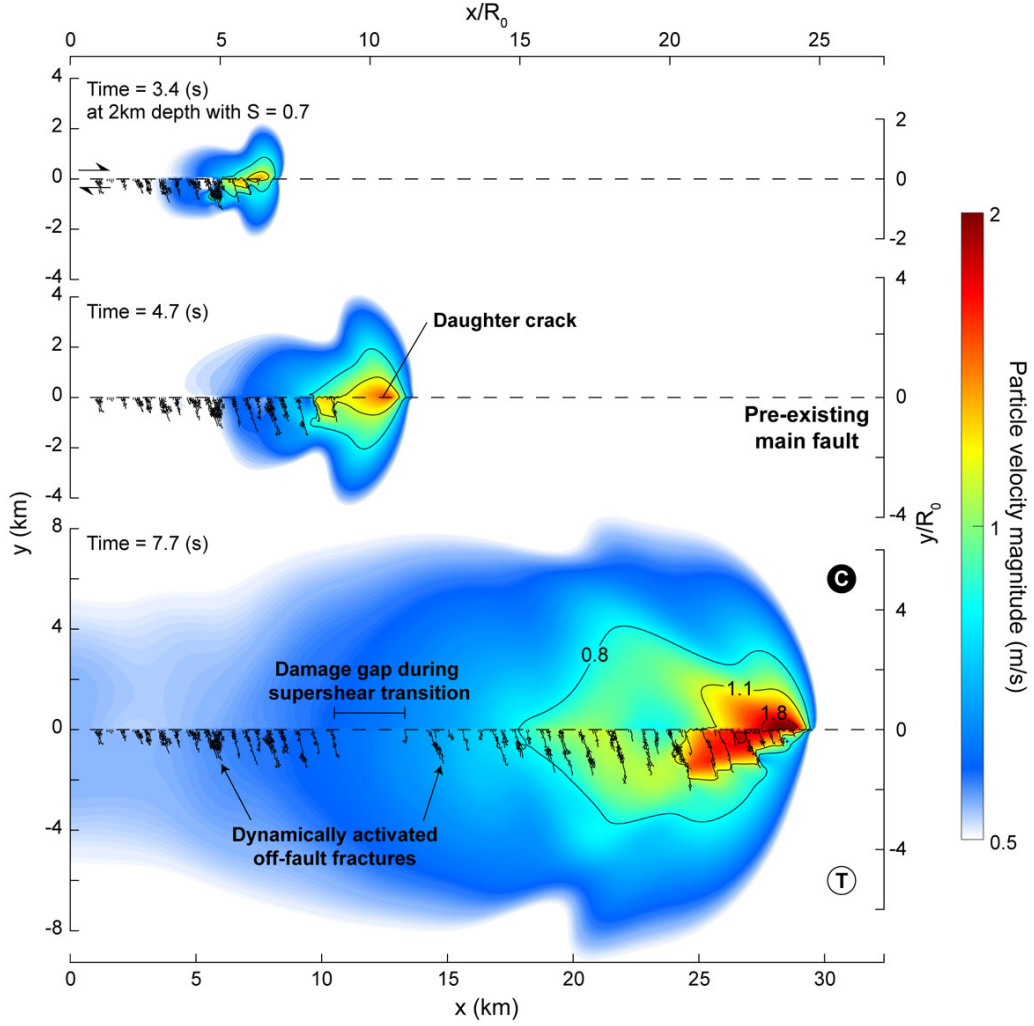 x/R₀
0 5 10 15 20 25
Time = 3.4 (s)
at 2km depth with S = 0.7
4
2
0
-2
-4
2
0
-2
Time = 4.7 (s)
Daughter crack
Pre-existing
main fault
4
2
0
-2
-4
4
0
-4
y (km)
y/R₀
Time = 7.7 (s)
C
0.8
1.1
1.8
Damage gap during
supershear transition
Dynamically activated
off-fault fractures
T
8
4
0
-4
-8
4
0
-4
0 5 10 15 20 25 30
x (km)
2
1
0.5
Particle velocity magnitude (m/s)